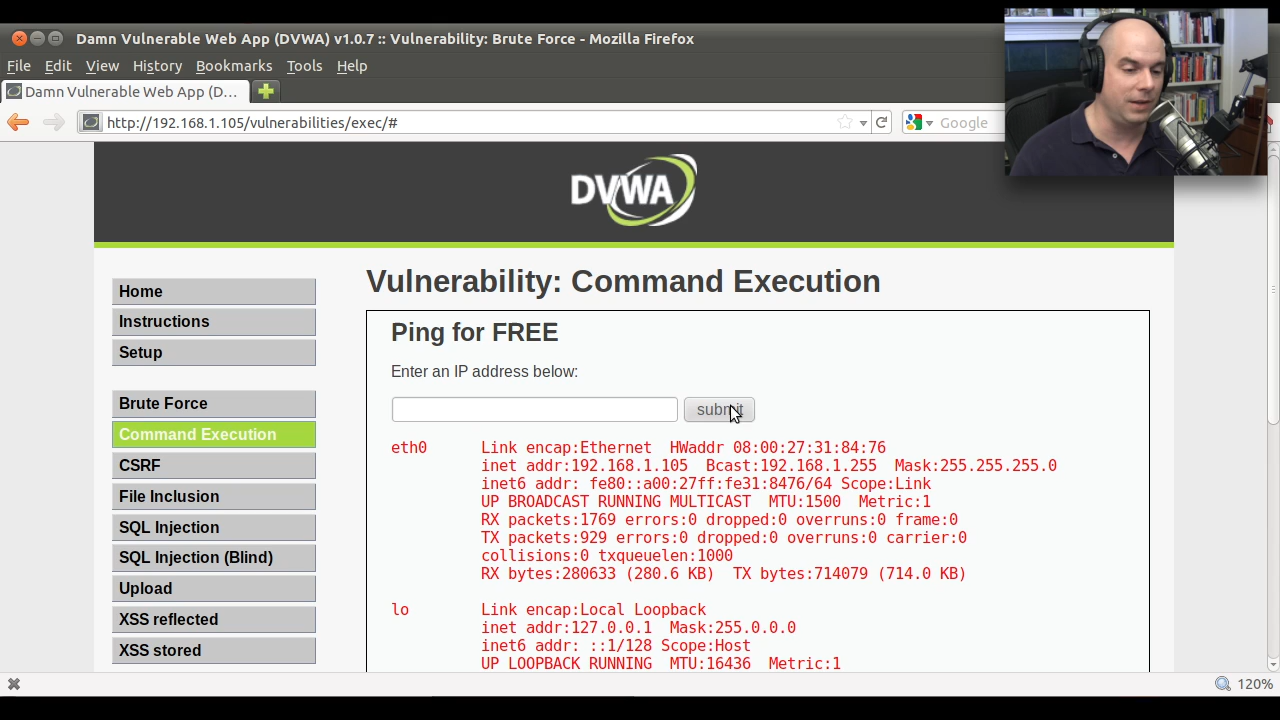 Damn Vulnerable Web App (DVWA) v1.0.7 :: Vulnerability: Brute Force - Mozilla Firefox
File Edit View History Bookmarks Tools Help
Damn Vulnerable Web App (D...
http://192.168.1.105/vulnerabilities/exec/#
Google
DVWA
Home
Instructions
Setup
Brute Force
Command Execution
CSRF
File Inclusion
SQL Injection
SQL Injection (Blind)
Upload
XSS reflected
XSS stored
Vulnerability: Command Execution
Ping for FREE
Enter an IP address below:
submit
eth0 Link encap:Ethernet HWaddr 08:00:27:31:84:76
inet addr:192.168.1.105 Bcast:192.168.1.255 Mask:255.255.255.0
inet6 addr: fe80::a00:27ff:fe31:8476/64 Scope:Link
UP BROADCAST RUNNING MULTICAST MTU:1500 Metric:1
RX packets:1769 errors:0 dropped:0 overruns:0 frame:0
TX packets:929 errors:0 dropped:0 overruns:0 carrier:0
collisions:0 txqueuelen:1000
RX bytes:280633 (280.6 KB) TX bytes:714079 (714.0 KB)
lo Link encap:Local Loopback
inet addr:127.0.0.1 Mask:255.0.0.0
inet6 addr: ::1/128 Scope:Host
UP LOOPBACK RUNNING MTU:16436 Metric:1
120%